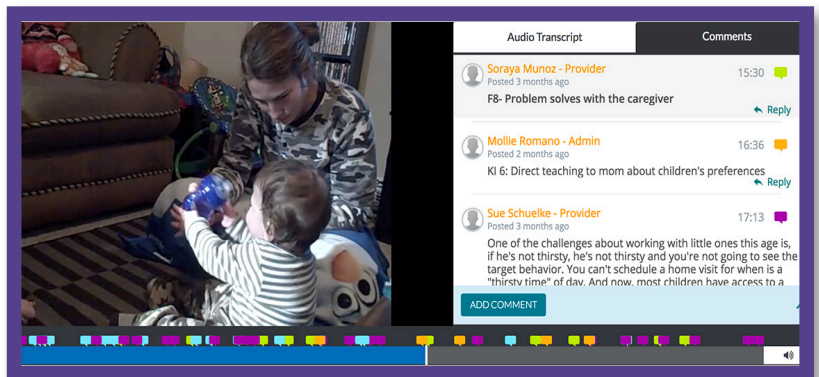 Audio Transcript
Comments
Soraya Munoz - Provider
15:30
Posted 3 months ago
F8- Problem solves with the caregiver
Reply
Mollie Romano - Admin
16:36
Posted 2 months ago
KI 6: Direct teaching to mom about children's preferences
Reply
Sue Schuelke - Provider
17:13
Posted 3 months ago
One of the challenges about working with little ones this age is,
if he's not thirsty, he's not thirsty and you're not going to see the
target behavior. You can't schedule a home visit for when is a
"thirsty time" of day. And now, most children have access to a
ADD COMMENT